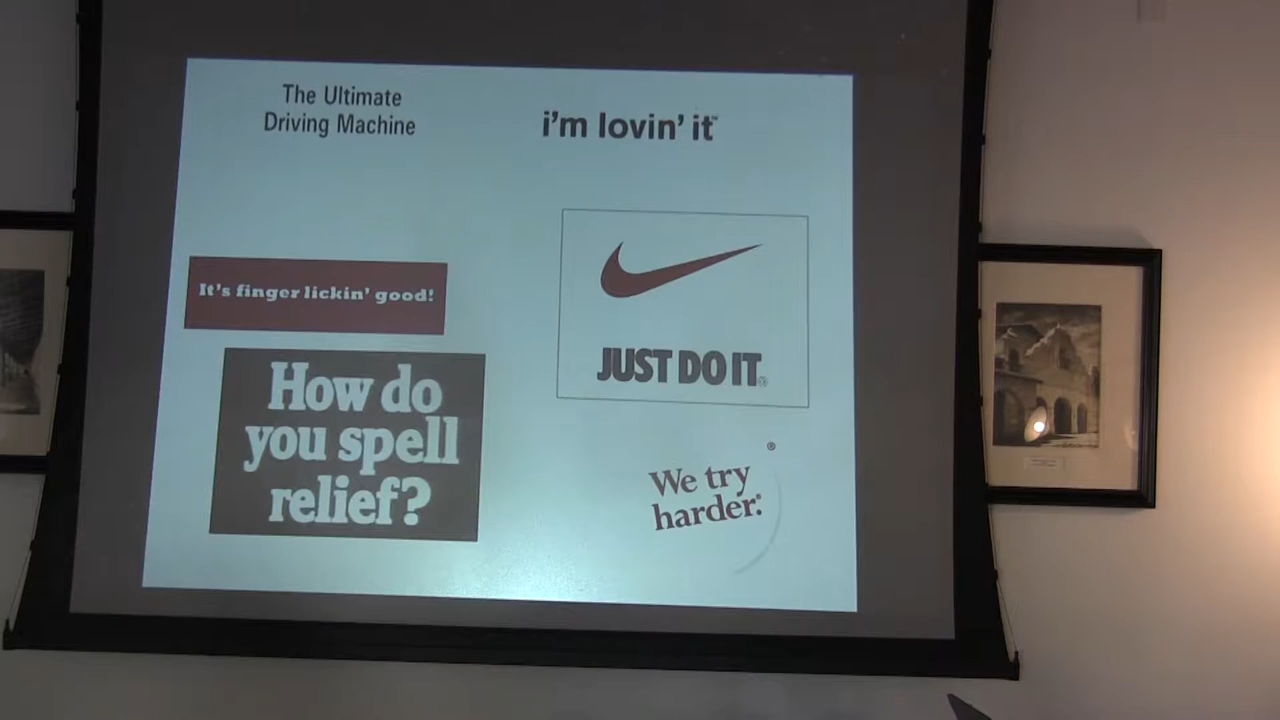 The Ultimate
Driving Machine
i'm lovin' it™
It's finger lickin' good!
JUST DO IT.®
How do
you spell
relief?
We try
harder.®
®